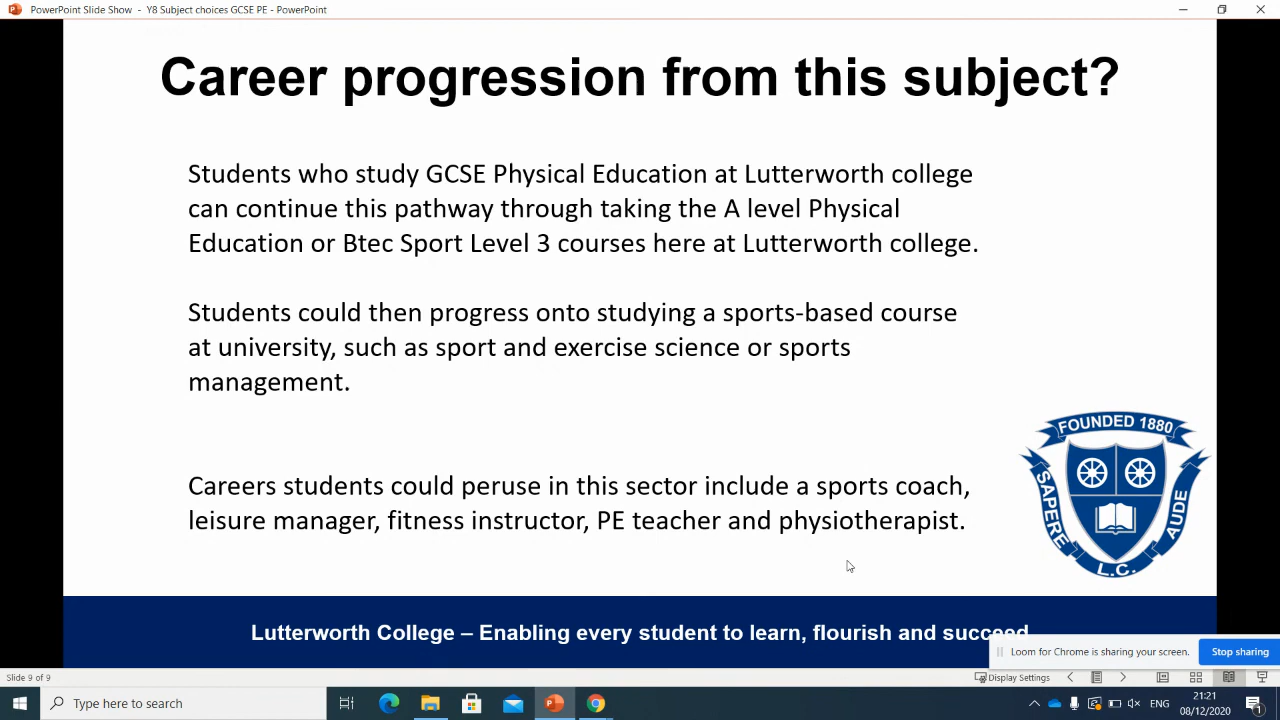 PowerPoint Slide Show - Y8 Subject choices GCSE PE - PowerPoint
Career progression from this subject?
Students who study GCSE Physical Education at Lutterworth college
can continue this pathway through taking the A level Physical
Education or Btec Sport Level 3 courses here at Lutterworth college.
Students could then progress onto studying a sports-based course
at university, such as sport and exercise science or sports
management.
Careers students could peruse in this sector include a sports coach,
leisure manager, fitness instructor, PE teacher and physiotherapist.
FOUNDED 1880
SAPERE
AUDE
L.C.
Lutterworth College – Enabling every student to learn, flourish and succeed
Loom for Chrome is sharing your screen.
Stop sharing
Slide 9 of 9
Display Settings
Type here to search
ENG
21:21
08/12/2020
1